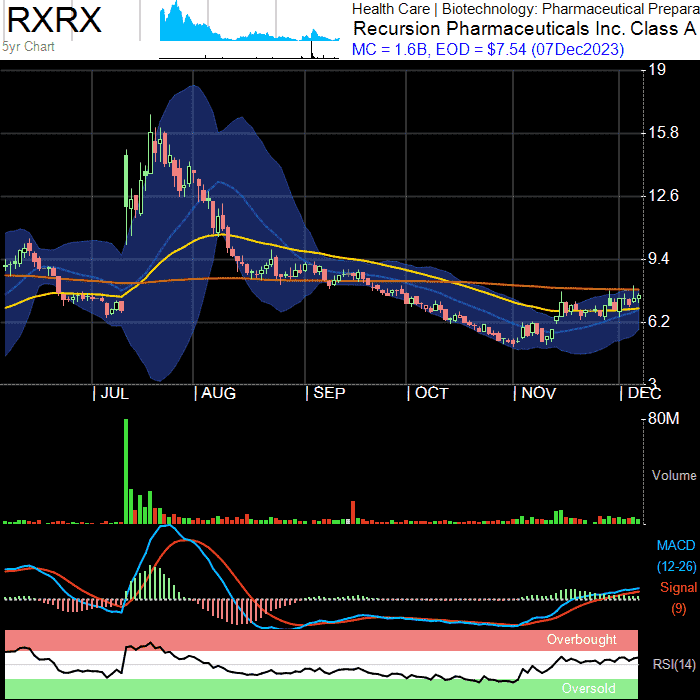 RXRX
5yr Chart
Health Care | Biotechnology: Pharmaceutical Prepara
Recursion Pharmaceuticals Inc. Class A
MC = 1.6B, EOD = $7.54 (07Dec2023)
19
15.8
12.6
9.4
6.2
3
| JUL | AUG | SEP | OCT | NOV | DEC
80M
Volume
MACD
(12-26)
Signal
(9)
Overbought
RSI(14)
Oversold